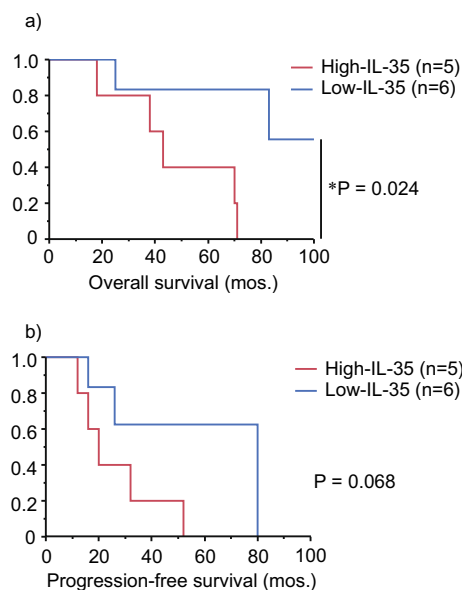 a)
1.0
0.8
0.6
0.4
0.2
0
0 20 40 60 80 100
Overall survival (mos.)
High-IL-35 (n=5)
Low-IL-35 (n=6)
*P = 0.024
b)
1.0
0.8
0.6
0.4
0.2
0
0 20 40 60 80 100
Progression-free survival (mos.)
High-IL-35 (n=5)
Low-IL-35 (n=6)
P = 0.068